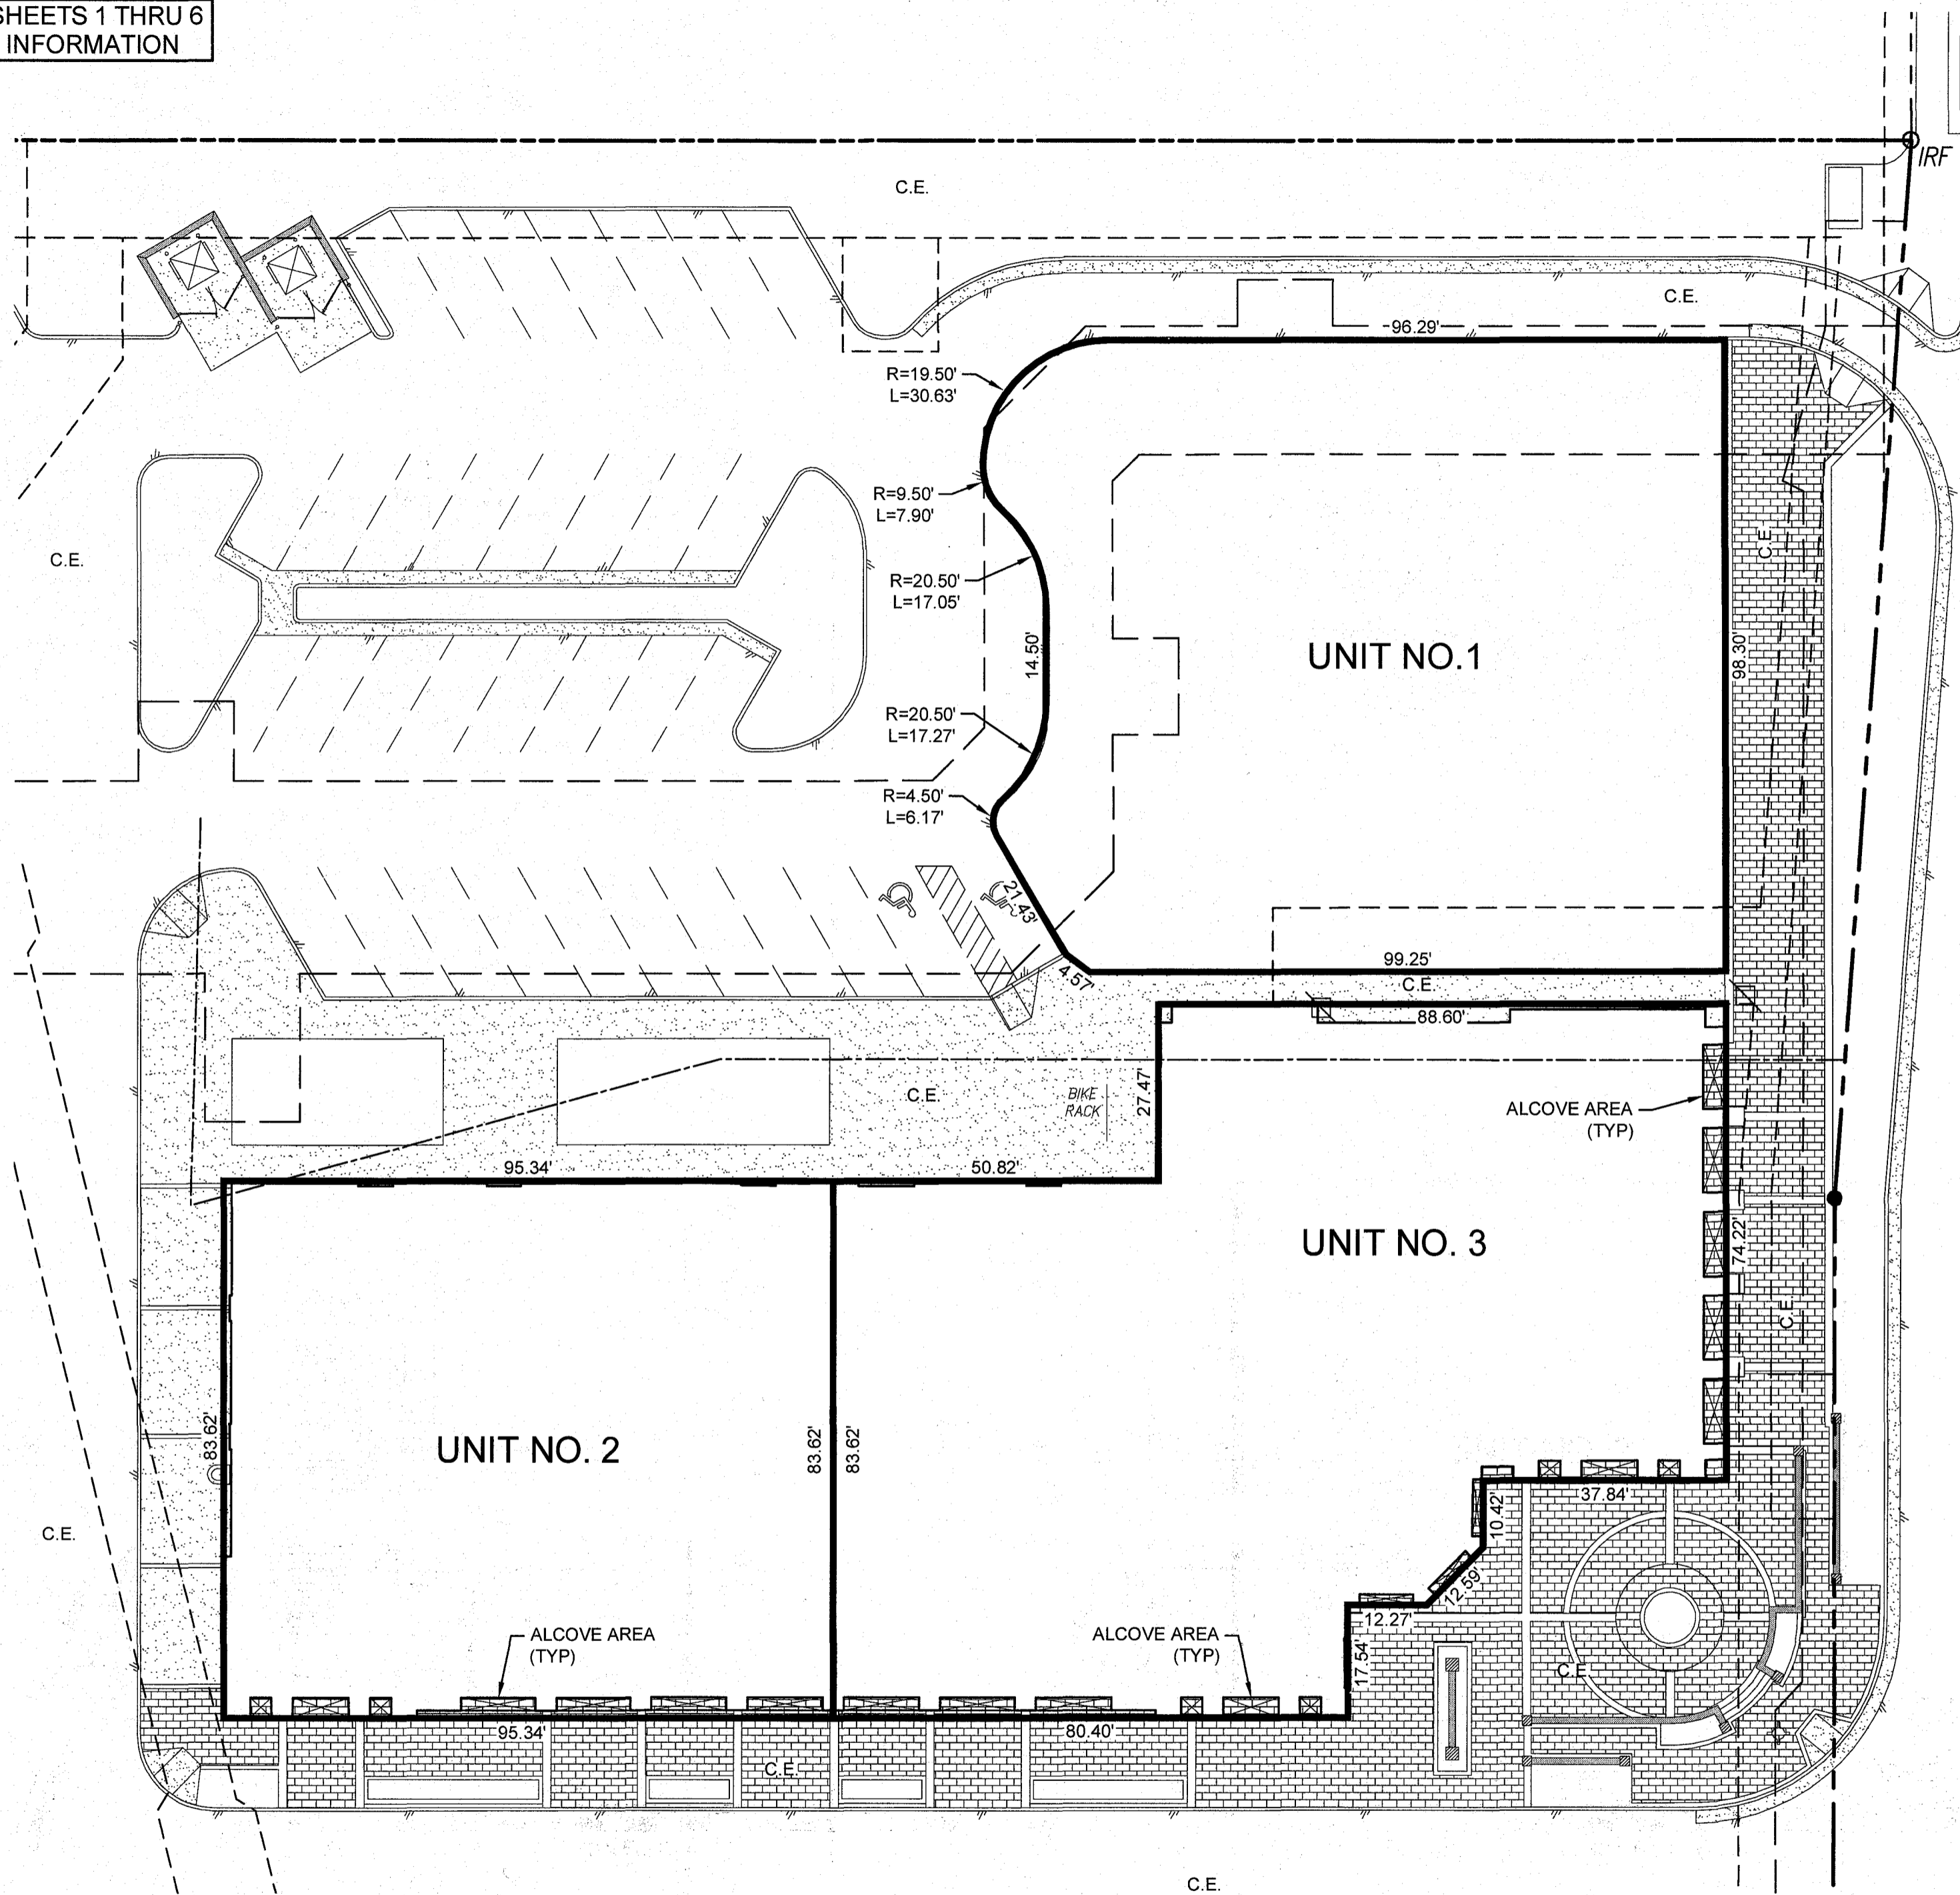 SHEETS 1 THRU 6
INFORMATION
IRF
C.E.
C.E.
96.29'
R=19.50'
L=30.63'
R=9.50'
L=7.90'
C.E.
C.E.
R=20.50'
L=17.05'
14.50'
UNIT NO.1
98.30'
R=20.50'
L=17.27'
R=4.50'
L=6.17'
21.43'
4.57'
99.25'
C.E.
88.60'
C.E.
BIKE
RACK
27.47'
ALCOVE AREA
(TYP)
95.34'
50.82'
74.22'
UNIT NO. 3
C.E.
83.62'
UNIT NO. 2
83.62'
83.62'
37.84'
10.42'
C.E.
12.59'
12.27'
17.54'
ALCOVE AREA
(TYP)
ALCOVE AREA
(TYP)
C.E.
95.34'
80.40'
C.E.
C.E.